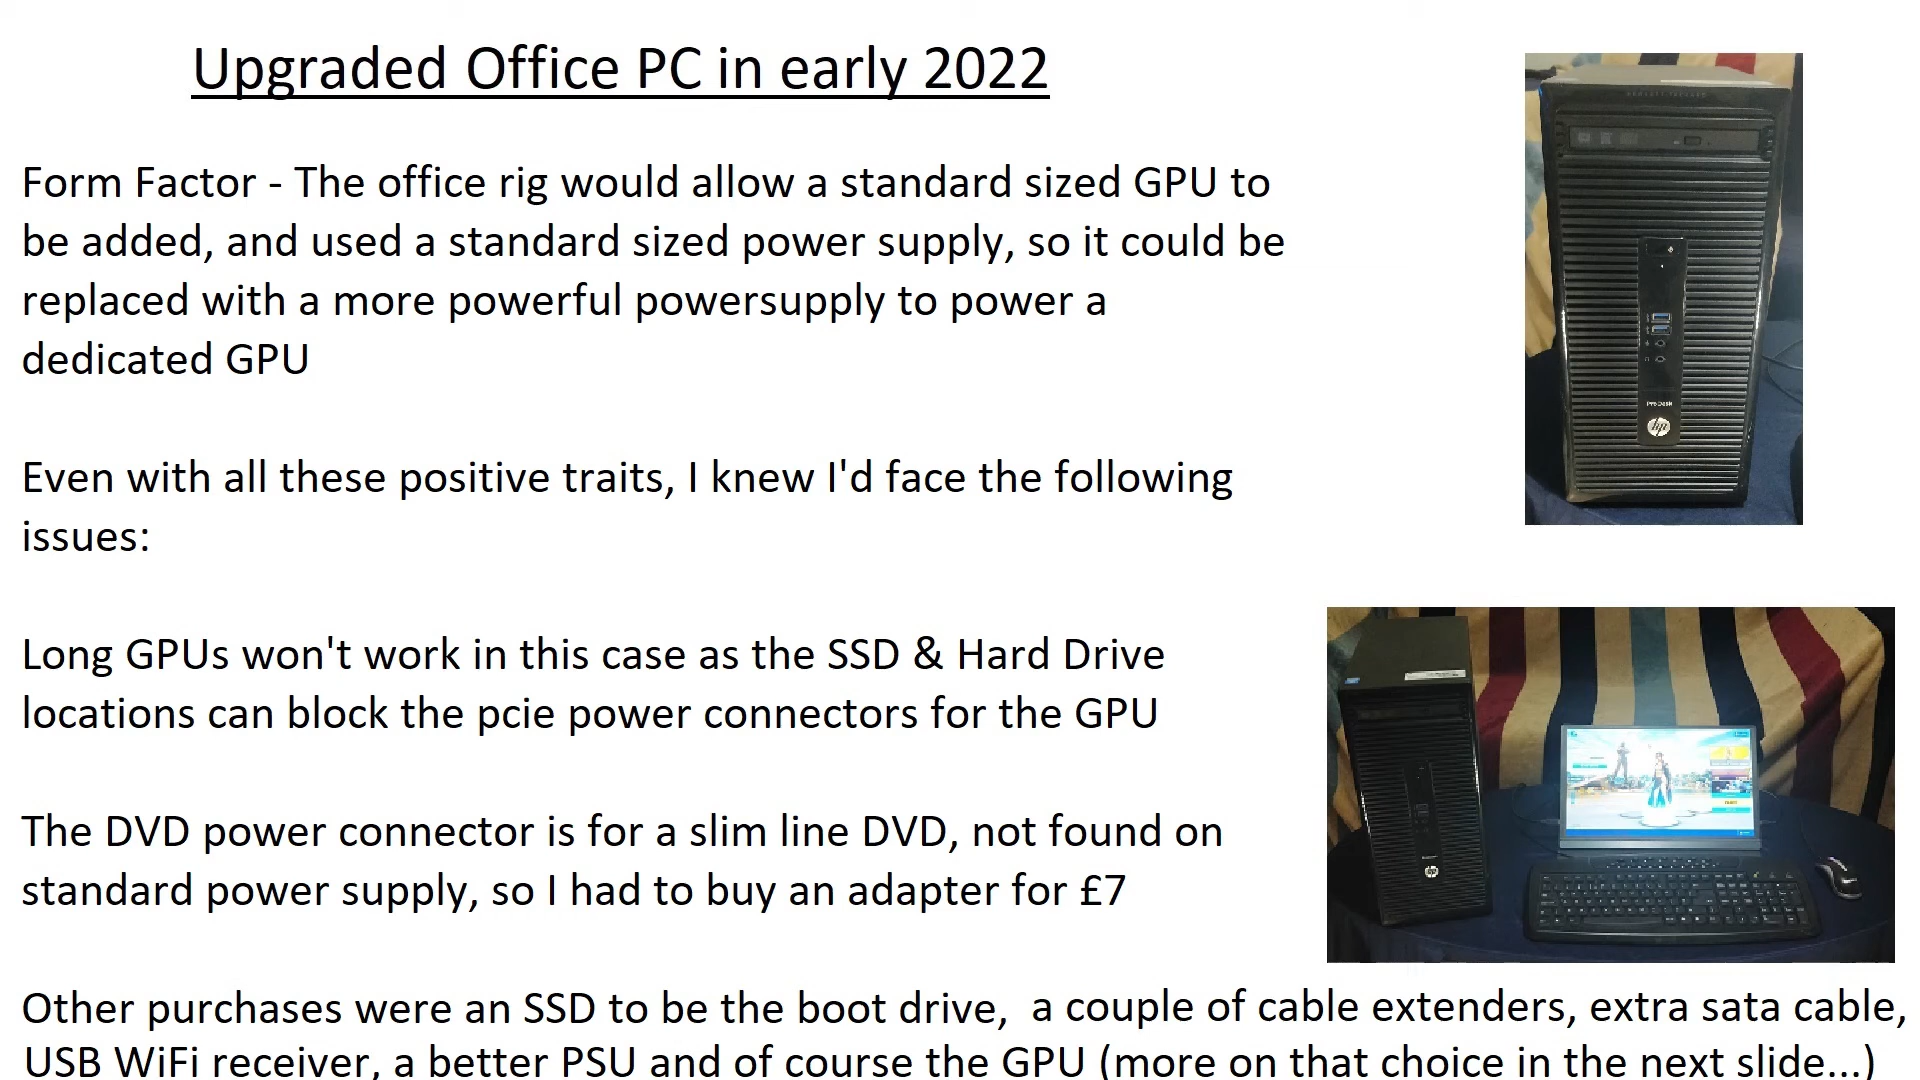 Upgraded Office PC in early 2022
Form Factor - The office rig would allow a standard sized GPU to
be added, and used a standard sized power supply, so it could be
replaced with a more powerful powersupply to power a
dedicated GPU
Even with all these positive traits, I knew I'd face the following
issues:
Long GPUs won't work in this case as the SSD & Hard Drive
locations can block the pcie power connectors for the GPU
The DVD power connector is for a slim line DVD, not found on
standard power supply, so I had to buy an adapter for £7
Other purchases were an SSD to be the boot drive, a couple of cable extenders, extra sata cable,
USB WiFi receiver, a better PSU and of course the GPU (more on that choice in the next slide...)
ProDesk
hp
hp